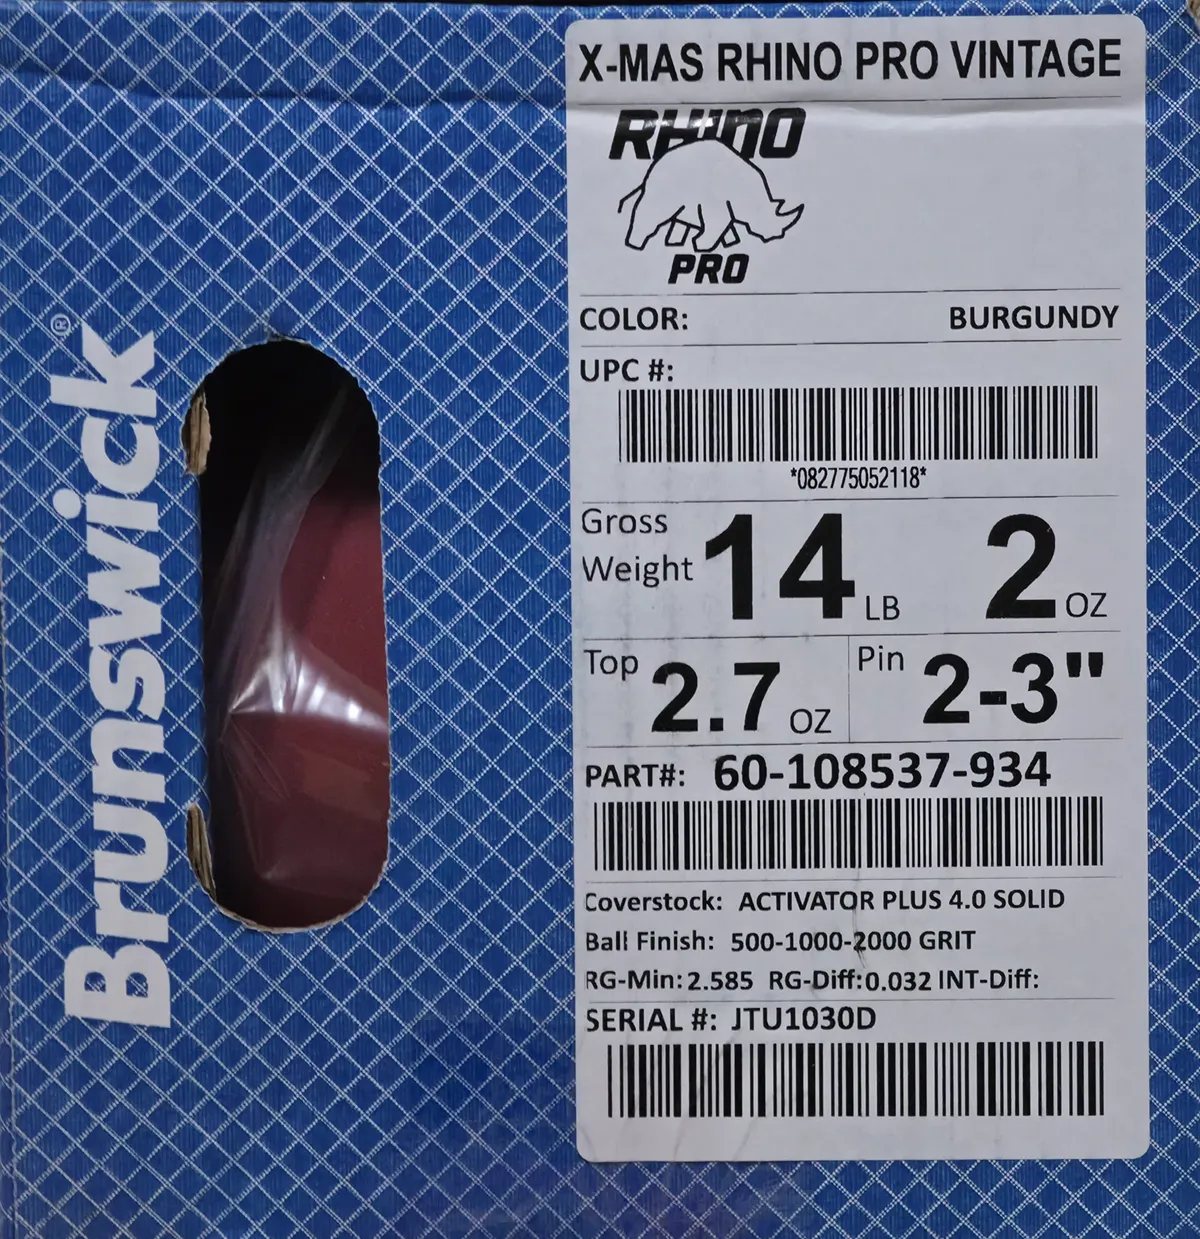 Brunswick®
X-MAS RHINO PRO VINTAGE
RHINO
PRO
COLOR: BURGUNDY
UPC #:
*082775052118*
Gross Weight 14 LB 2 OZ
Top 2.7 OZ Pin 2-3"
PART#: 60-108537-934
Coverstock: ACTIVATOR PLUS 4.0 SOLID
Ball Finish: 500-1000-2000 GRIT
RG-Min: 2.585 RG-Diff: 0.032 INT-Diff:
SERIAL #: JTU1030D